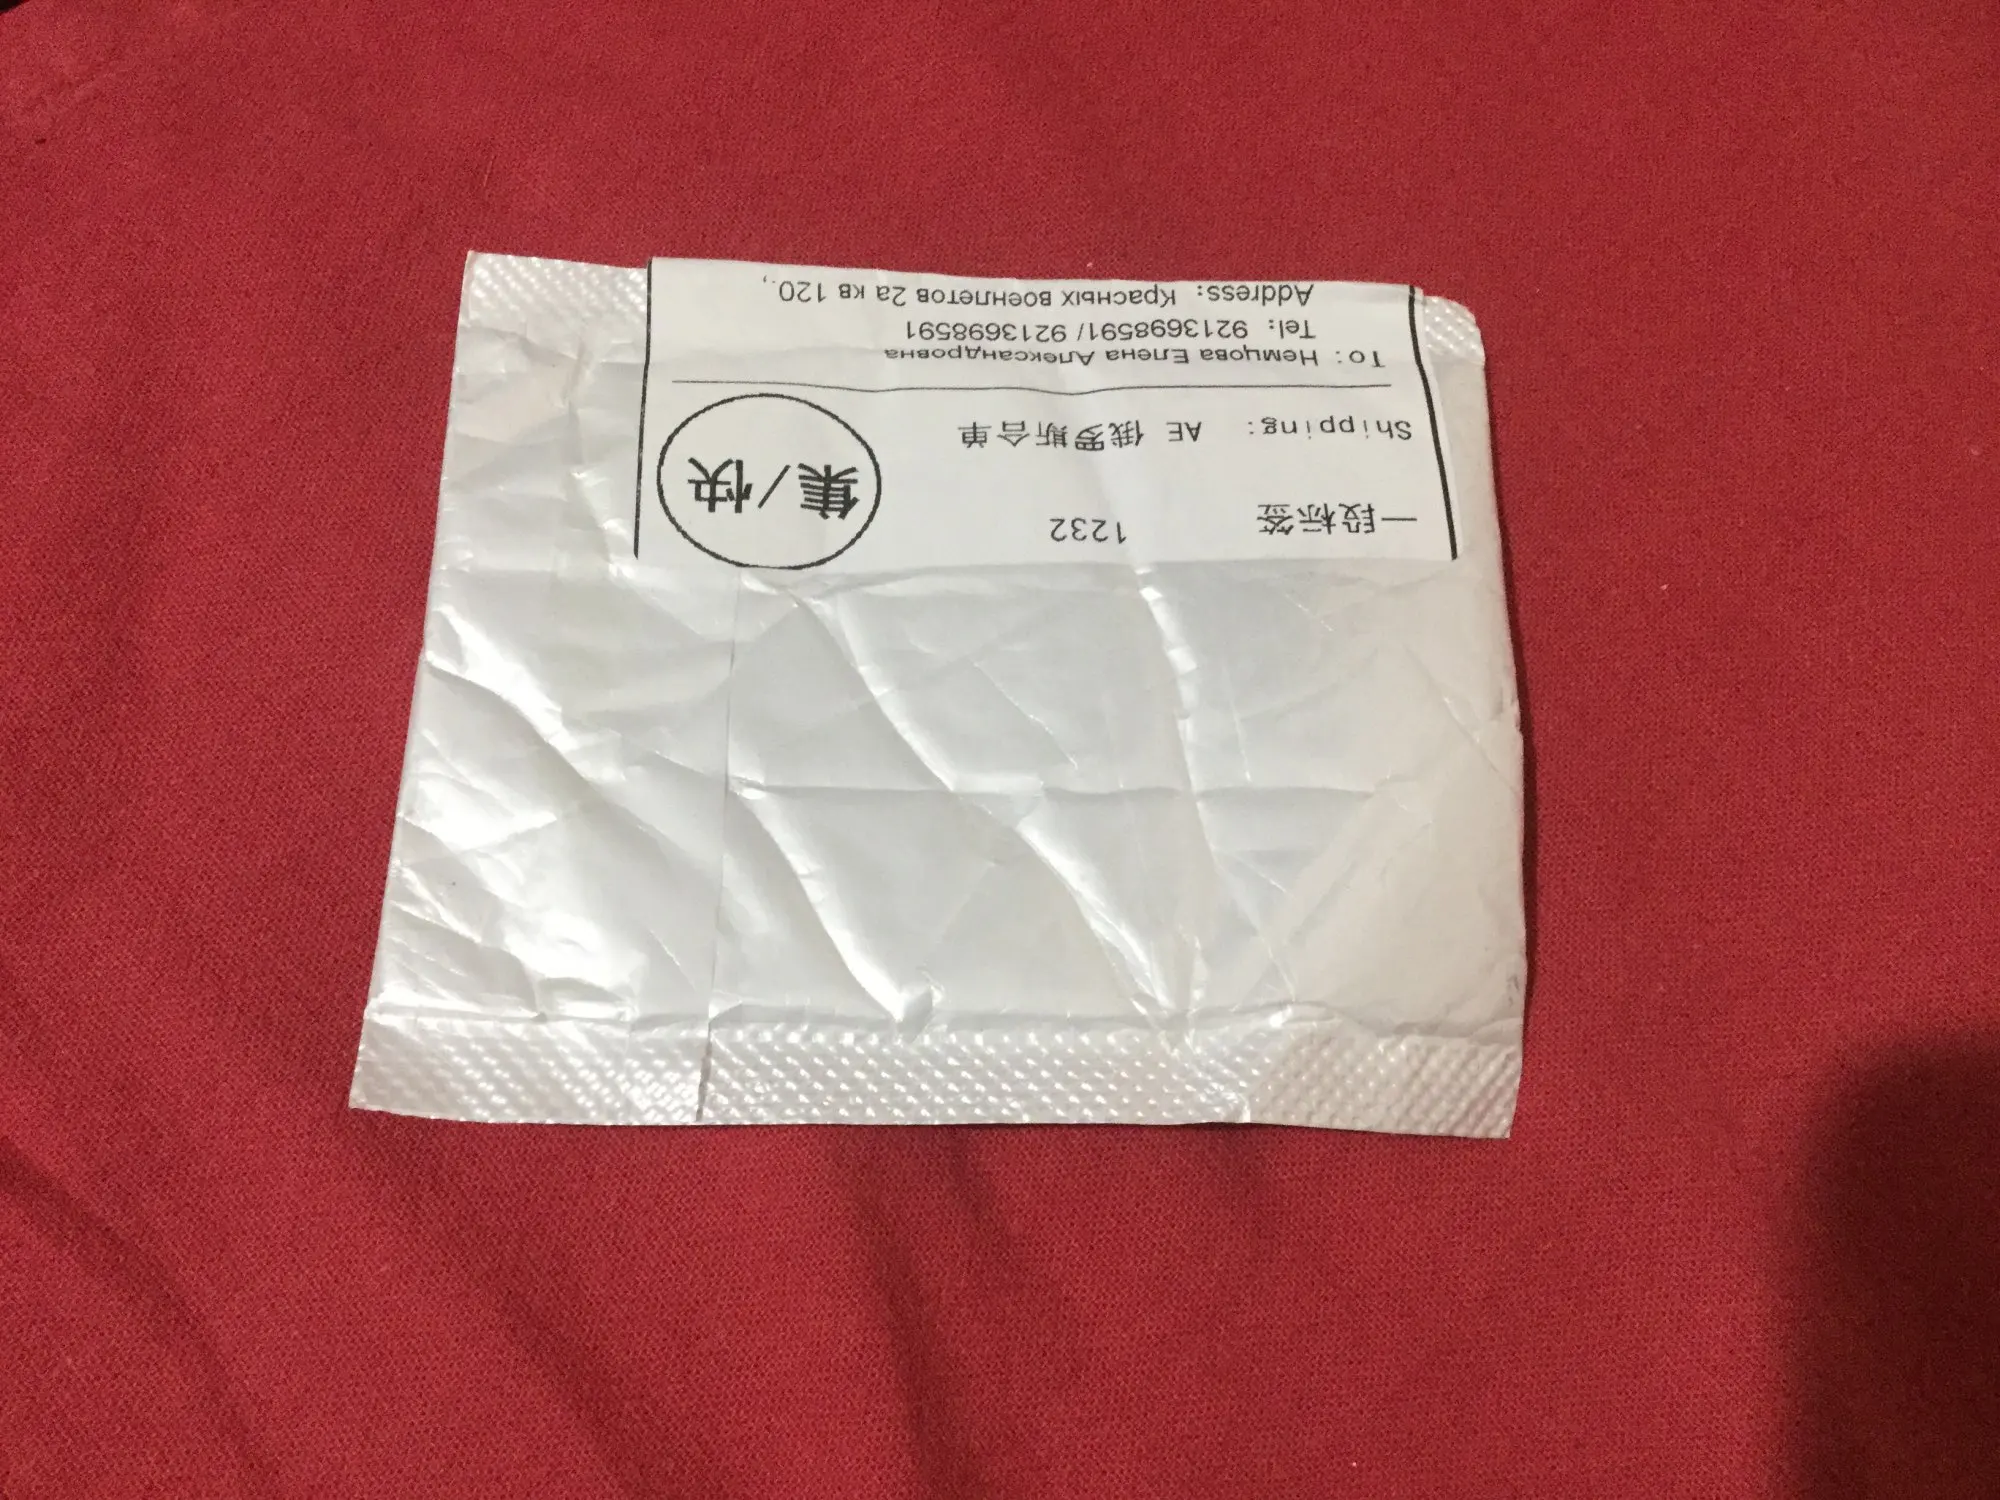 一段标签 1232
集/快
Shipping: AE 俄罗斯合单
To: Немцова Елена Александровна
Tel: 9213698591/ 9213698591
Address: Красных военлетов 2а кв 120.,